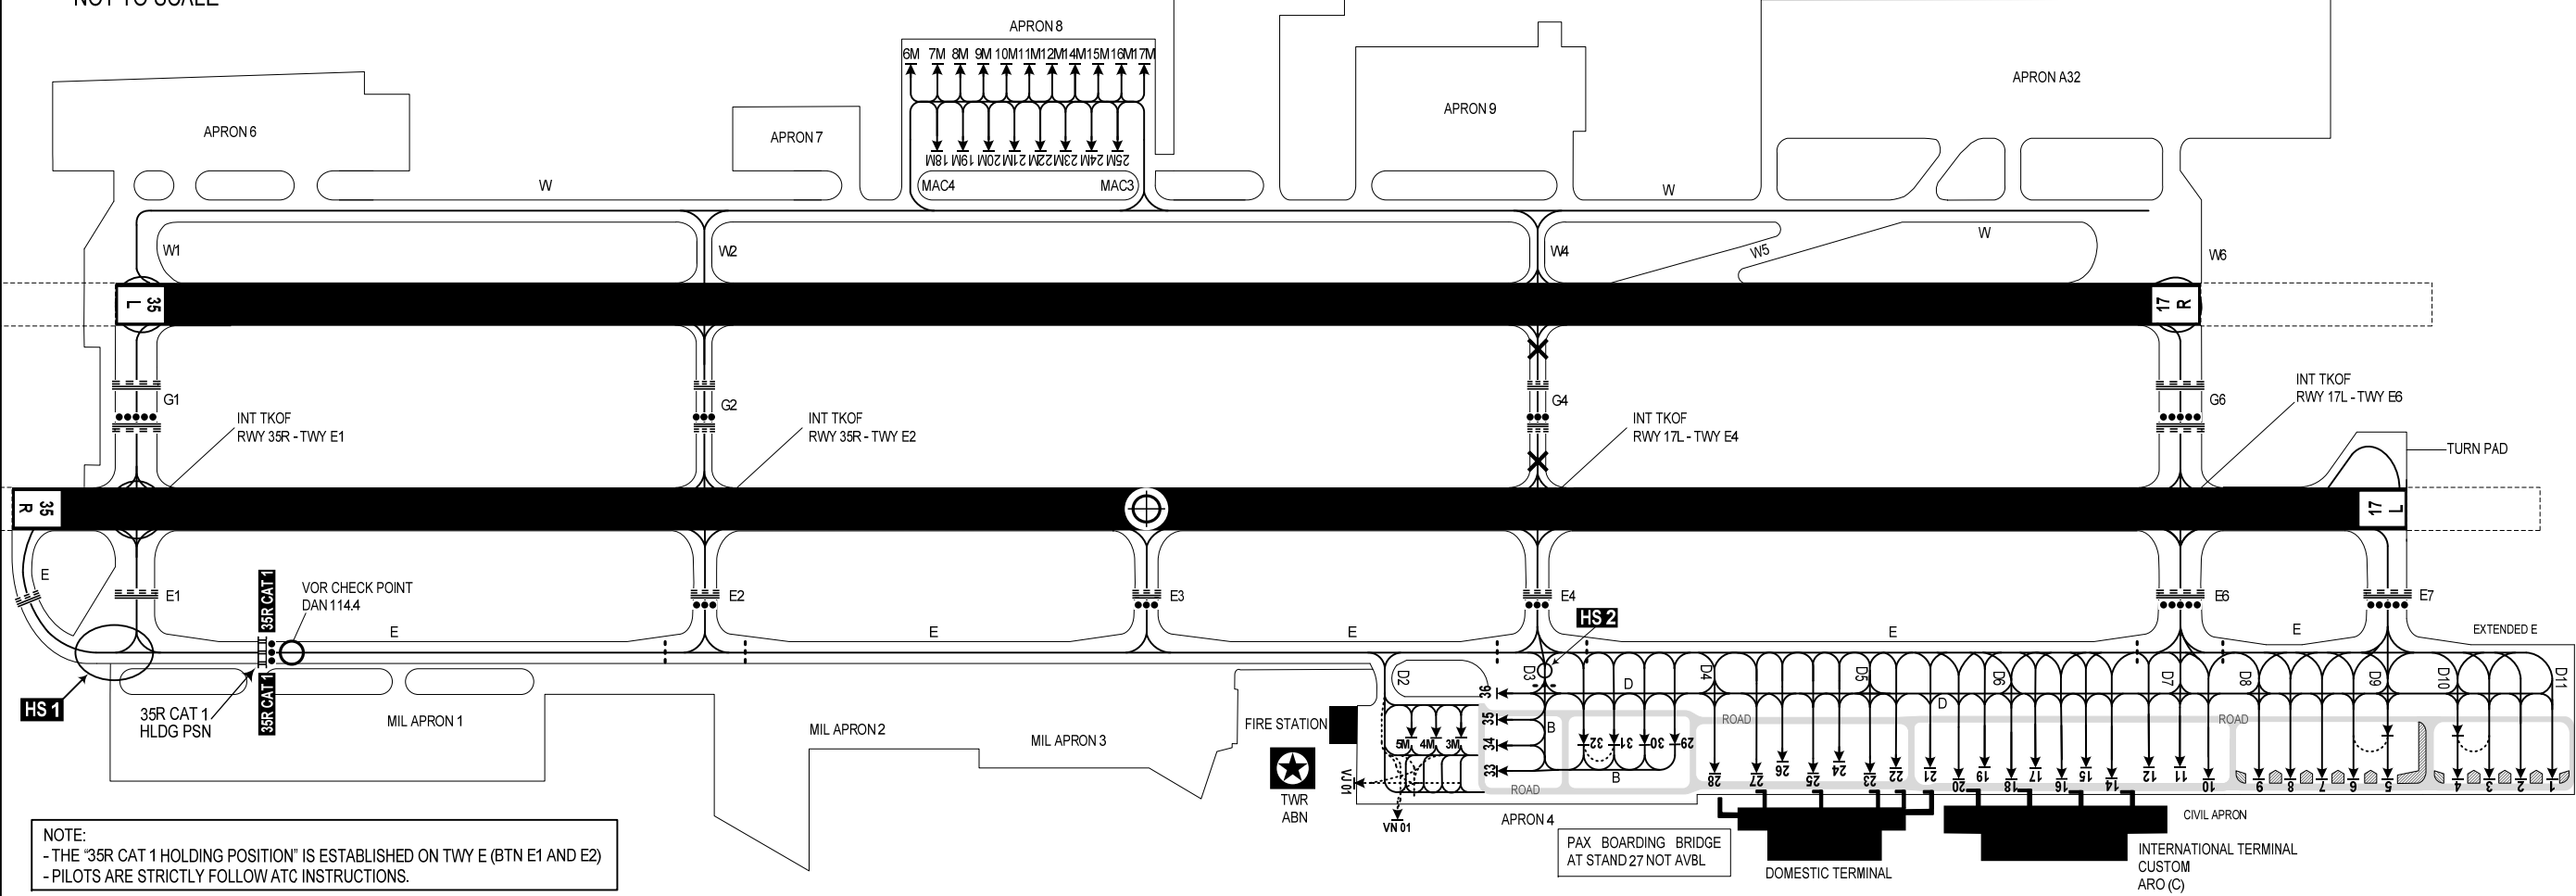 NOT TO SCALE
APRON 8
6M 7M 8M 9M 10M 11M 12M 14M 15M 16M 17M
APRON 6
APRON 7
APRON 9
APRON A32
18M 19M 20M 21M 22M 23M 24M 25M
MAC4
MAC3
W
W
W1
W2
W4
W5
W
W6
35 L
17 R
G1
G2
G4
G6
INT TKOF
RWY 35R - TWY E1
INT TKOF
RWY 35R - TWY E2
INT TKOF
RWY 17L - TWY E4
INT TKOF
RWY 17L - TWY E6
TURN PAD
35 R
17 L
E
E1
35R CAT 1
VOR CHECK POINT
DAN 114.4
E2
E3
E4
HS 2
E6
E7
E
E
E
E
E
EXTENDED E
HS 1
35R CAT 1
HLDG PSN
35R CAT 1
MIL APRON 1
MIL APRON 2
MIL APRON 3
FIRE STATION
TWR
ABN
D2
D3
D4
D5
D6
D7
D8
D9
D10
D11
D
D
36
35
34
33
B
B
32 31 30 29
5M 4M 3M
ROAD
ROAD
ROAD
VJ 01
VN 01
28 27 26 25 24 23 22 21 20 19 18 17 16 15 14 12 11 10 9 8 7 6 5 4 3 2 1
APRON 4
CIVIL APRON
PAX BOARDING BRIDGE
AT STAND 27 NOT AVBL
DOMESTIC TERMINAL
INTERNATIONAL TERMINAL
CUSTOM
ARO (C)
NOTE:
- THE “35R CAT 1 HOLDING POSITION” IS ESTABLISHED ON TWY E (BTN E1 AND E2)
- PILOTS ARE STRICTLY FOLLOW ATC INSTRUCTIONS.